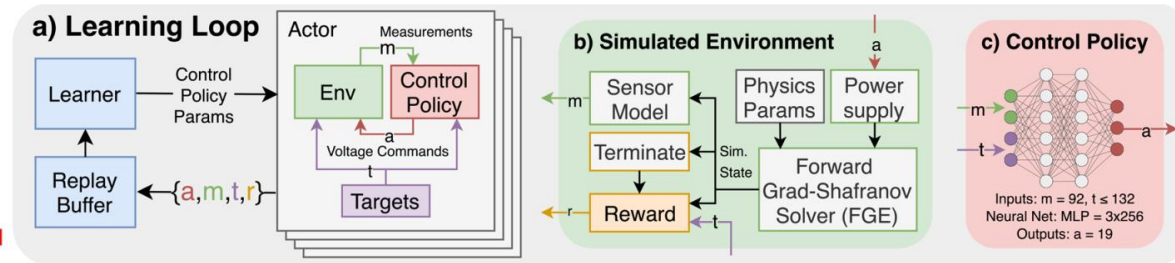 a) Learning Loop
Learner
Replay
Buffer
Control
Policy
Params
{a,m,t,r}
Actor
Measurements
m
Env
Control
Policy
a
Voltage Commands
t
Targets
b) Simulated Environment
a
m
Sensor
Model
Physics
Params
Power
supply
Terminate
Sim.
State
Forward
Grad-Shafranov
Solver (FGE)
r
Reward
t
c) Control Policy
m
t
a
Inputs: m = 92, t ≤ 132
Neural Net: MLP = 3x256
Outputs: a = 19